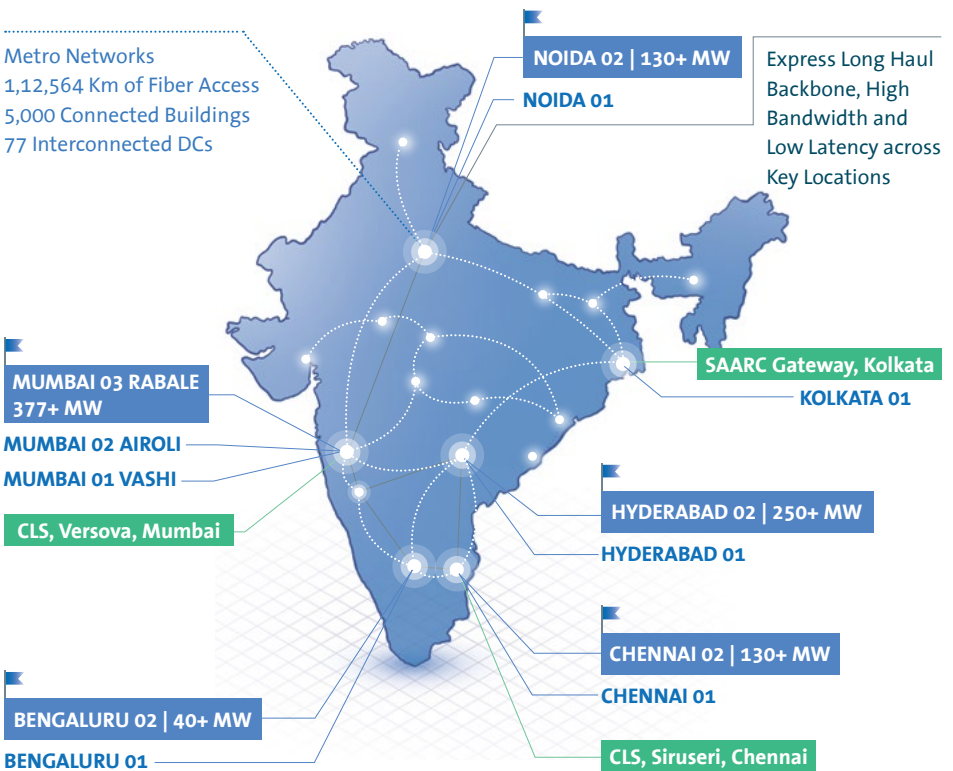 Metro Networks
1,12,564 Km of Fiber Access
5,000 Connected Buildings
77 Interconnected DCs
NOIDA 02 | 130+ MW
NOIDA 01
Express Long Haul
Backbone, High
Bandwidth and
Low Latency across
Key Locations
MUMBAI 03 RABALE
377+ MW
MUMBAI 02 AIROLI
MUMBAI 01 VASHI
CLS, Versova, Mumbai
SAARC Gateway, Kolkata
KOLKATA 01
HYDERABAD 02 | 250+ MW
HYDERABAD 01
CHENNAI 02 | 130+ MW
CHENNAI 01
CLS, Siruseri, Chennai
BENGALURU 02 | 40+ MW
BENGALURU 01